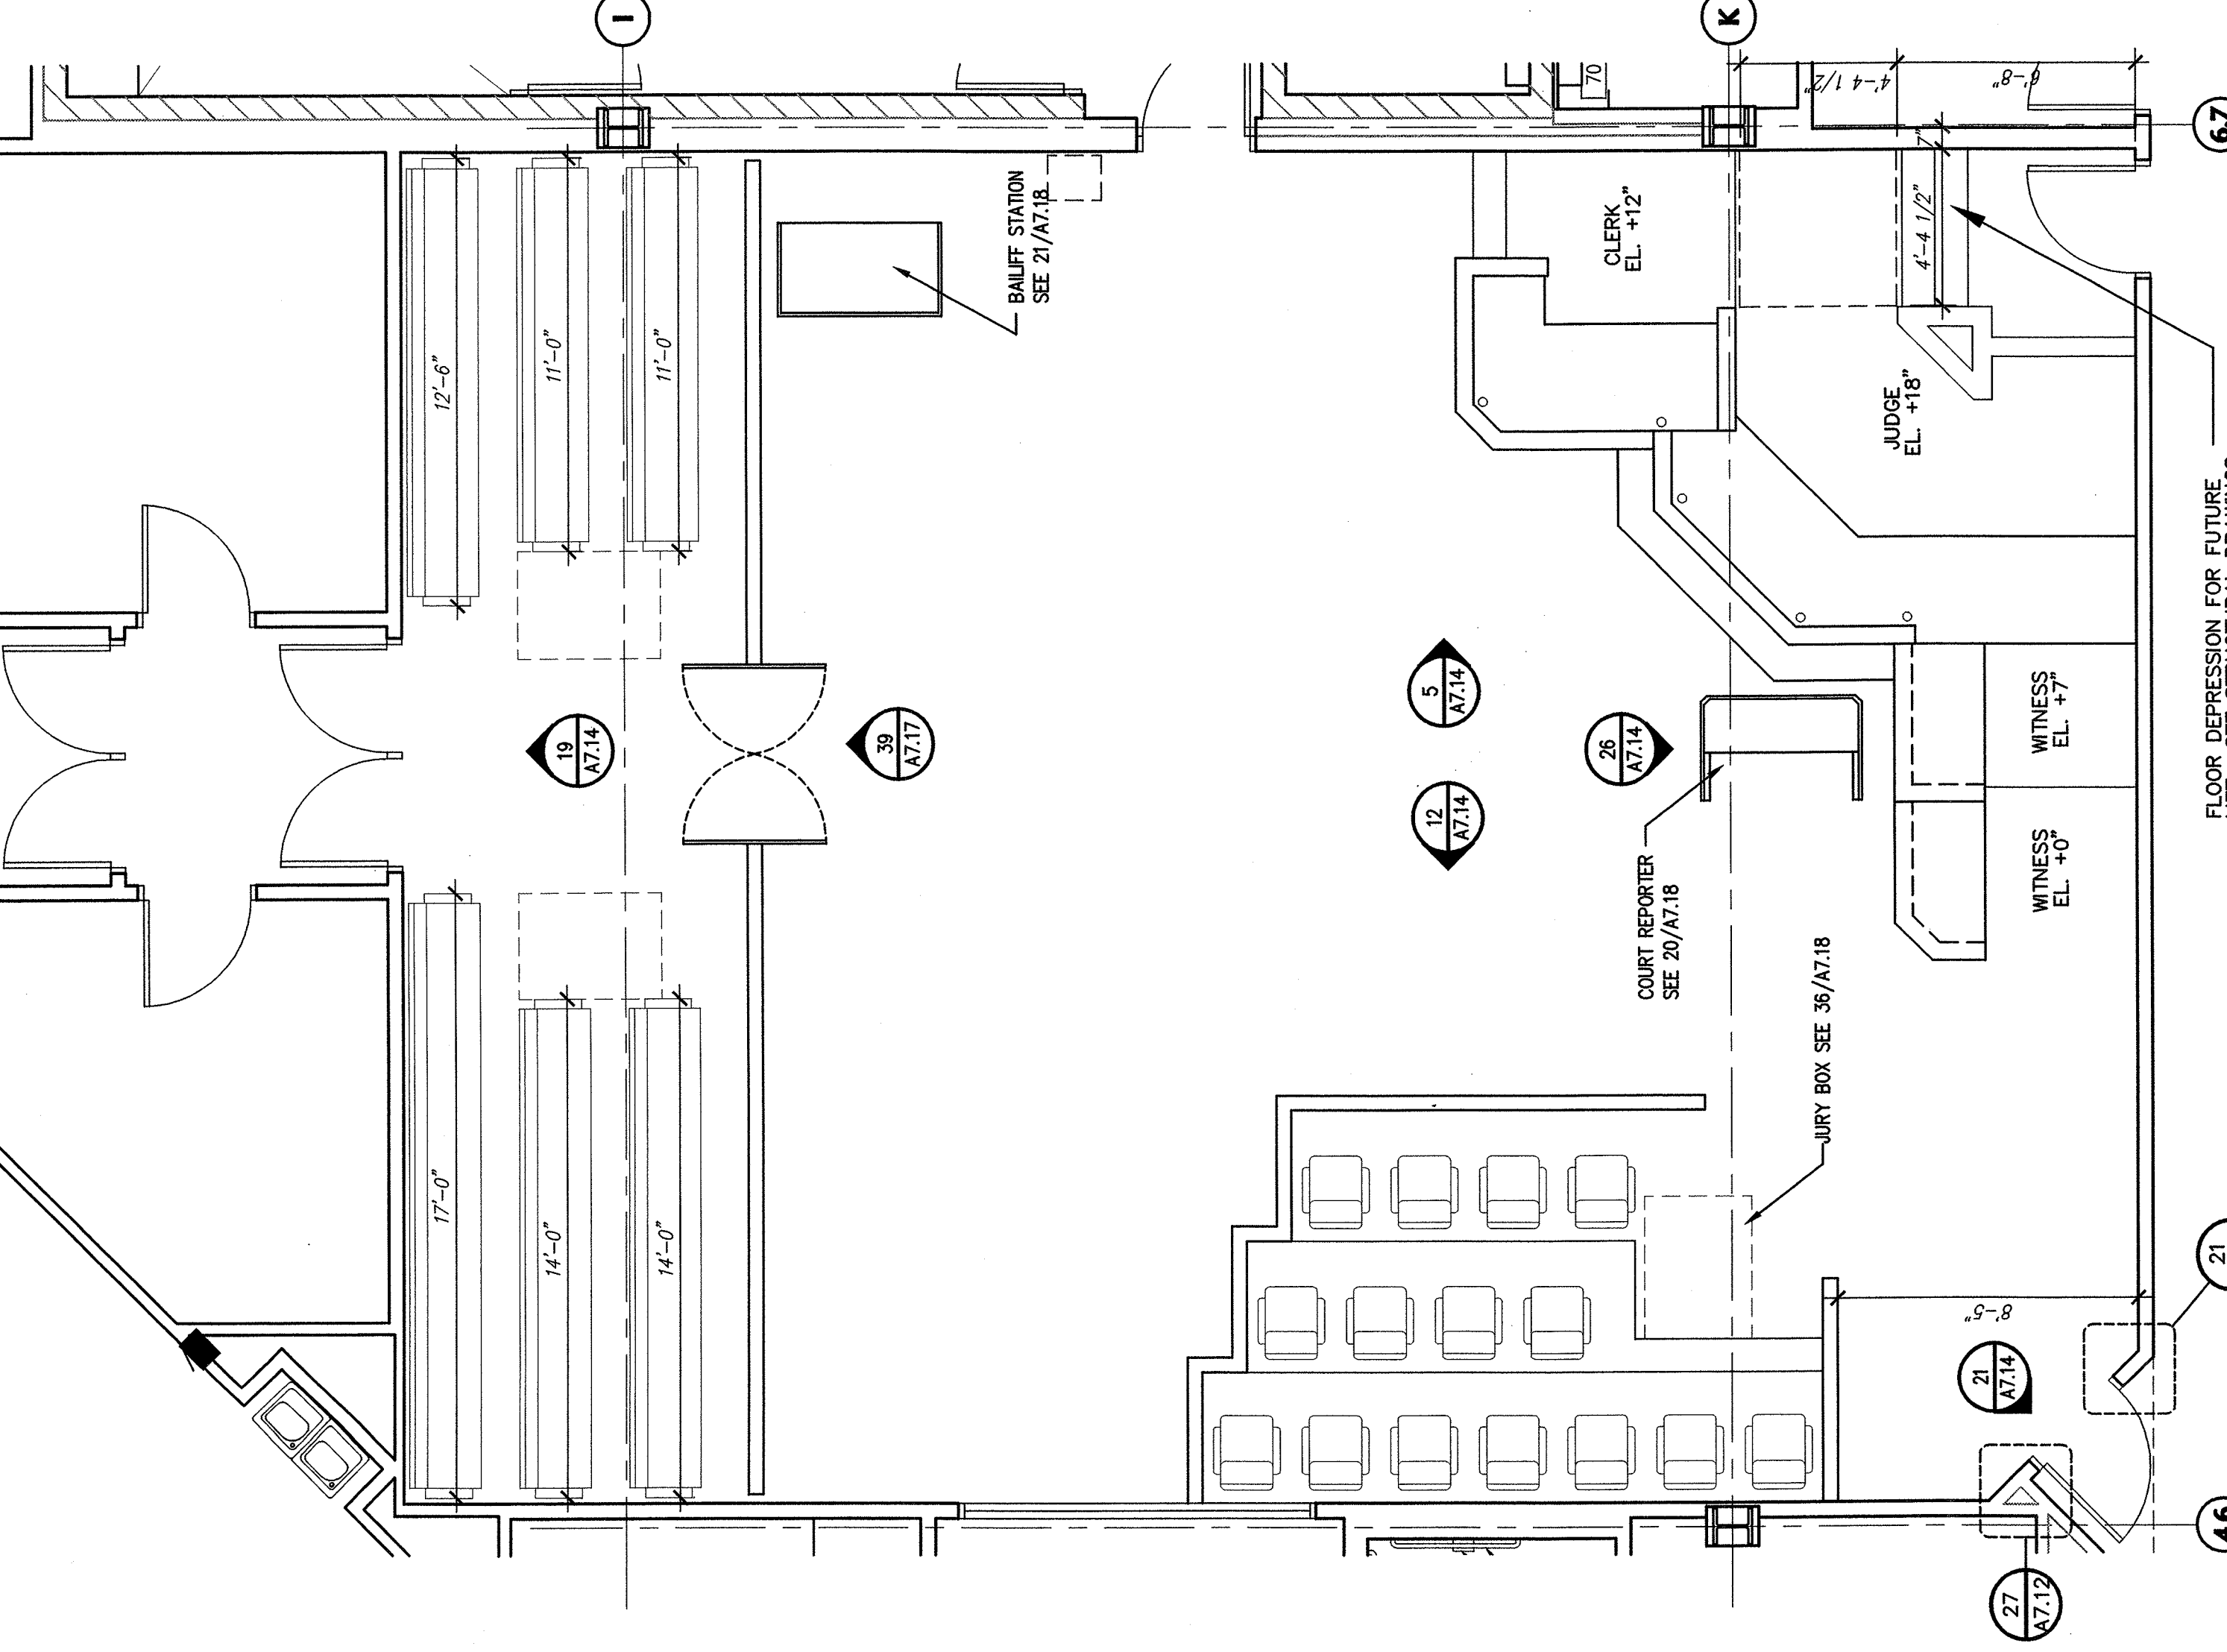 I
K
70
4'-4 1/2"
6'-8"
6.7
7"
4'-4 1/2"
CLERK
EL. +12"
BAILIFF STATION
SEE 21/A7.18
12'-6"
11'-0"
11'-0"
JUDGE
EL. +18"
FLOOR DEPRESSION FOR FUTURE
5
A7.14
19
A7.14
39
A7.17
26
A7.14
12
A7.14
WITNESS
EL. +7"
WITNESS
EL. +0"
COURT REPORTER
SEE 20/A7.18
JURY BOX SEE 36/A7.18
17'-0"
14'-0"
14'-0"
8'-5"
21
21
A7.14
27
A7.12
4.6